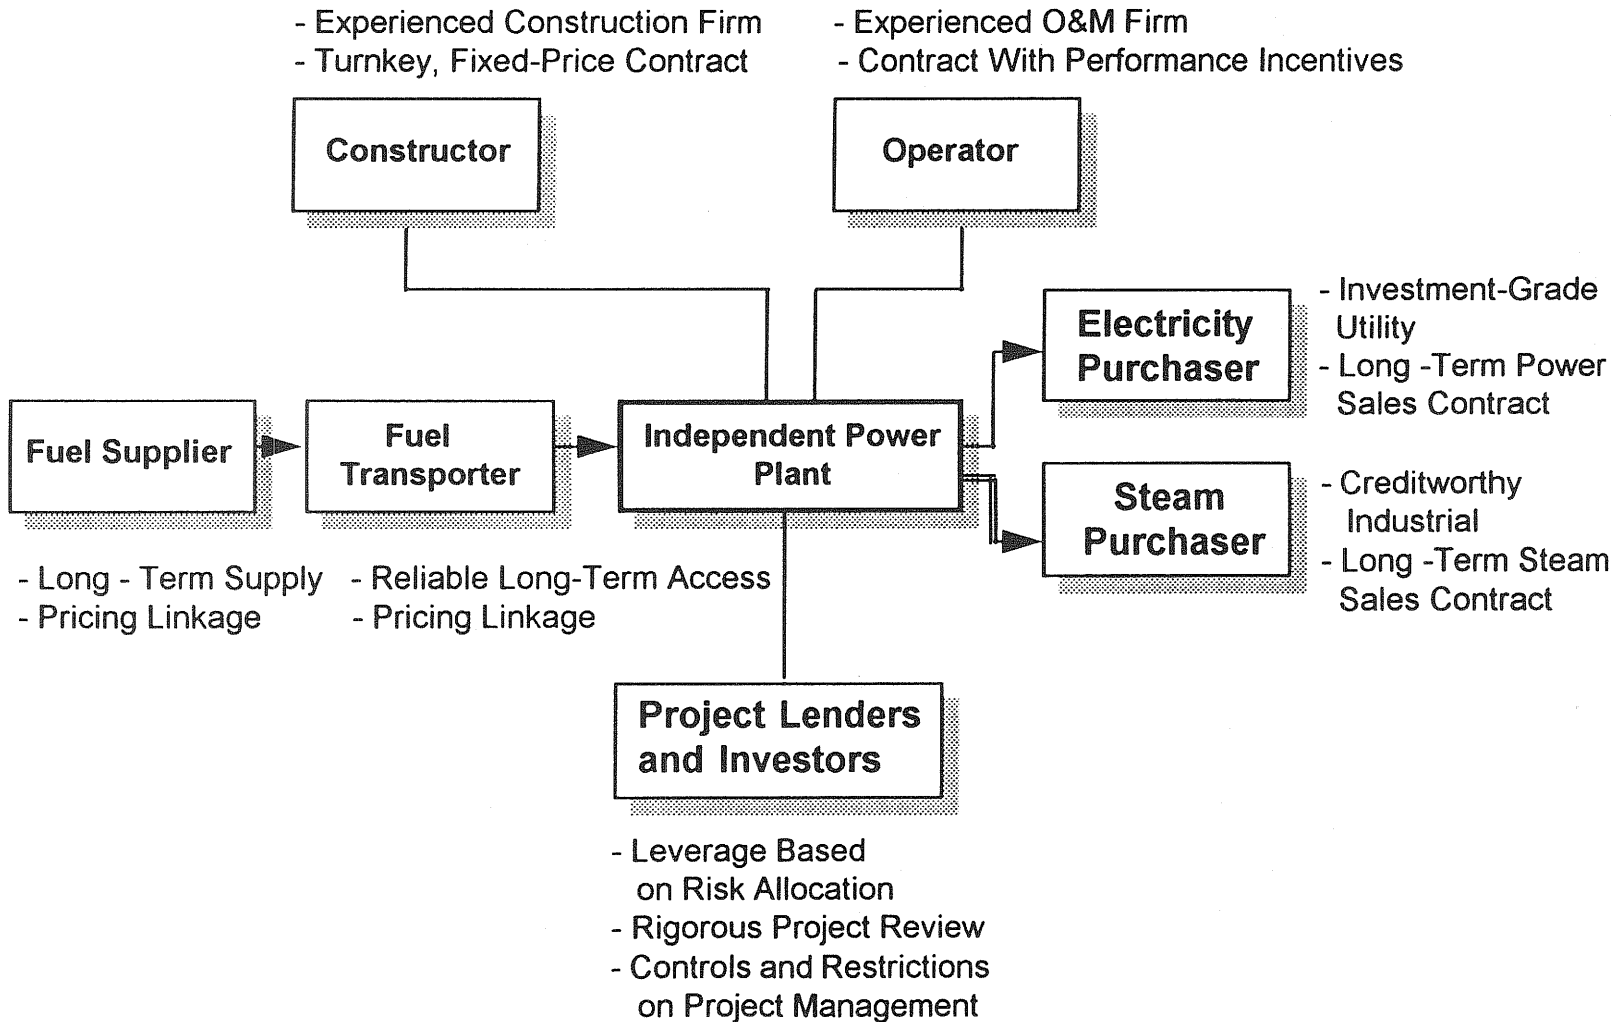 - Experienced Construction Firm
- Turnkey, Fixed-Price Contract
- Experienced O&M Firm
- Contract With Performance Incentives
Constructor
Operator
Electricity
Purchaser
- Investment-Grade
Utility
- Long -Term Power
Sales Contract
Fuel Supplier
Fuel
Transporter
Independent Power
Plant
Steam
Purchaser
- Creditworthy
Industrial
- Long -Term Steam
Sales Contract
- Long - Term Supply
- Pricing Linkage
- Reliable Long-Term Access
- Pricing Linkage
Project Lenders
and Investors
- Leverage Based
on Risk Allocation
- Rigorous Project Review
- Controls and Restrictions
on Project Management